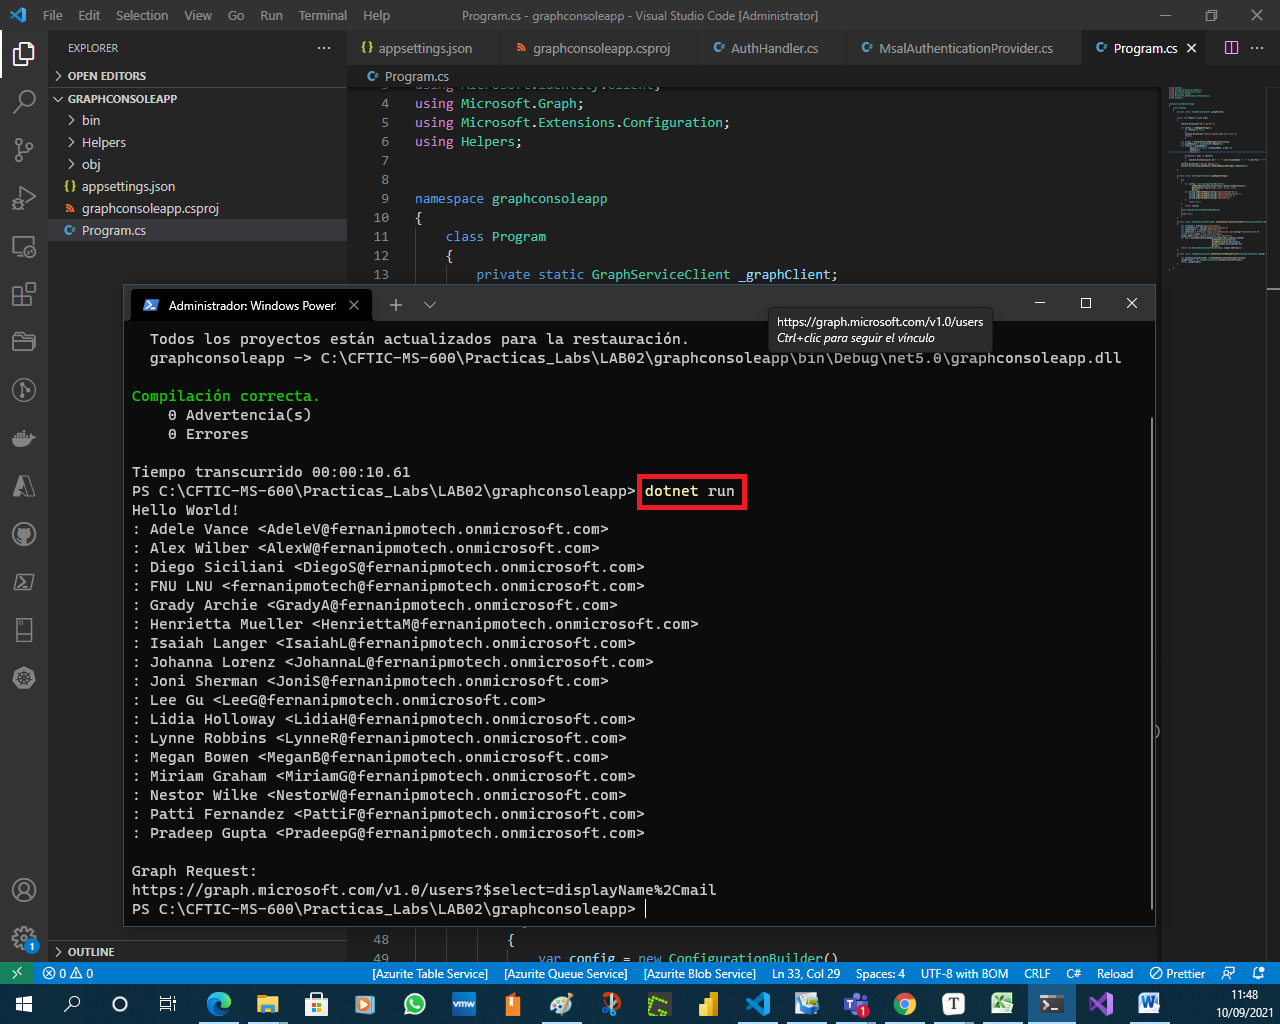 File Edit Selection View Go Run Terminal Help
Program.cs - graphconsoleapp - Visual Studio Code [Administrator]
EXPLORER
appsettings.json
graphconsoleapp.csproj
AuthHandler.cs
MsalAuthenticationProvider.cs
Program.cs
OPEN EDITORS
GRAPHCONSOLEAPP
bin
Helpers
obj
appsettings.json
graphconsoleapp.csproj
Program.cs
OUTLINE
Program.cs
3 using Microsoft.Identity.Client;
4 using Microsoft.Graph;
5 using Microsoft.Extensions.Configuration;
6 using Helpers;
7
8
9 namespace graphconsoleapp
10 {
11 class Program
12 {
13 private static GraphServiceClient _graphClient;
Administrador: Windows Power
https://graph.microsoft.com/v1.0/users
Ctrl+clic para seguir el vínculo
Todos los proyectos están actualizados para la restauración.
graphconsoleapp -> C:\CFTIC-MS-600\Practicas_Labs\LAB02\graphconsoleapp\bin\Debug\net5.0\graphconsoleapp.dll
Compilación correcta.
0 Advertencia(s)
0 Errores
Tiempo transcurrido 00:00:10.61
PS C:\CFTIC-MS-600\Practicas_Labs\LAB02\graphconsoleapp> dotnet run
Hello World!
: Adele Vance <AdeleV@fernanipmotech.onmicrosoft.com>
: Alex Wilber <AlexW@fernanipmotech.onmicrosoft.com>
: Diego Siciliani <DiegoS@fernanipmotech.onmicrosoft.com>
: FNU LNU <fernanipmotech@fernanipmotech.onmicrosoft.com>
: Grady Archie <GradyA@fernanipmotech.onmicrosoft.com>
: Henrietta Mueller <HenriettaM@fernanipmotech.onmicrosoft.com>
: Isaiah Langer <IsaiahL@fernanipmotech.onmicrosoft.com>
: Johanna Lorenz <JohannaL@fernanipmotech.onmicrosoft.com>
: Joni Sherman <JoniS@fernanipmotech.onmicrosoft.com>
: Lee Gu <LeeG@fernanipmotech.onmicrosoft.com>
: Lidia Holloway <LidiaH@fernanipmotech.onmicrosoft.com>
: Lynne Robbins <LynneR@fernanipmotech.onmicrosoft.com>
: Megan Bowen <MeganB@fernanipmotech.onmicrosoft.com>
: Miriam Graham <MiriamG@fernanipmotech.onmicrosoft.com>
: Nestor Wilke <NestorW@fernanipmotech.onmicrosoft.com>
: Patti Fernandez <PattiF@fernanipmotech.onmicrosoft.com>
: Pradeep Gupta <PradeepG@fernanipmotech.onmicrosoft.com>
Graph Request:
https://graph.microsoft.com/v1.0/users?$select=displayName%2Cmail
PS C:\CFTIC-MS-600\Practicas_Labs\LAB02\graphconsoleapp>
48 {
49 var config = new ConfigurationBuilder()
1
0 0 [Azurite Table Service] [Azurite Queue Service] [Azurite Blob Service] Ln 33, Col 29 Spaces: 4 UTF-8 with BOM CRLF C# Reload Prettier
vmw
1
T
W
11:48
10/09/2021